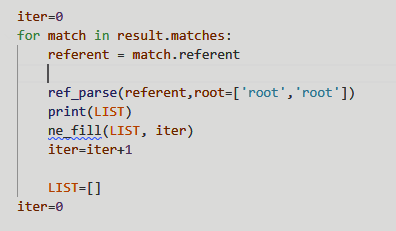 iter=0
for match in result.matches:
    referent = match.referent
    ref_parse(referent,root=['root','root'])
    print(LIST)
    ne_fill(LIST, iter)
    iter=iter+1
    LIST=[]
iter=0